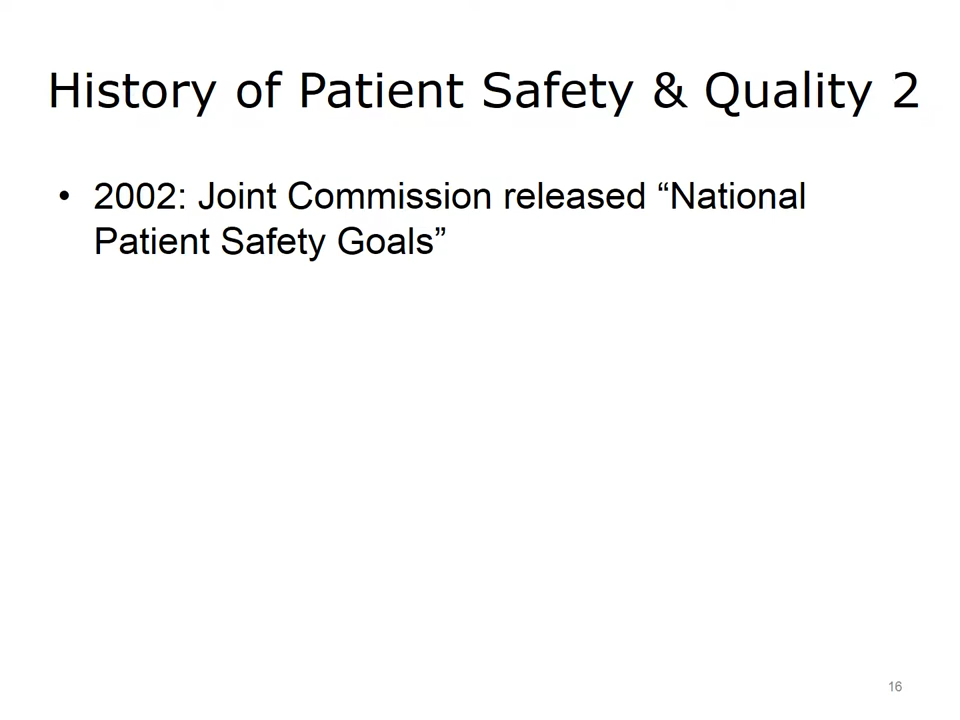 History of Patient Safety & Quality 2
• 2002: Joint Commission released “National
Patient Safety Goals”
16